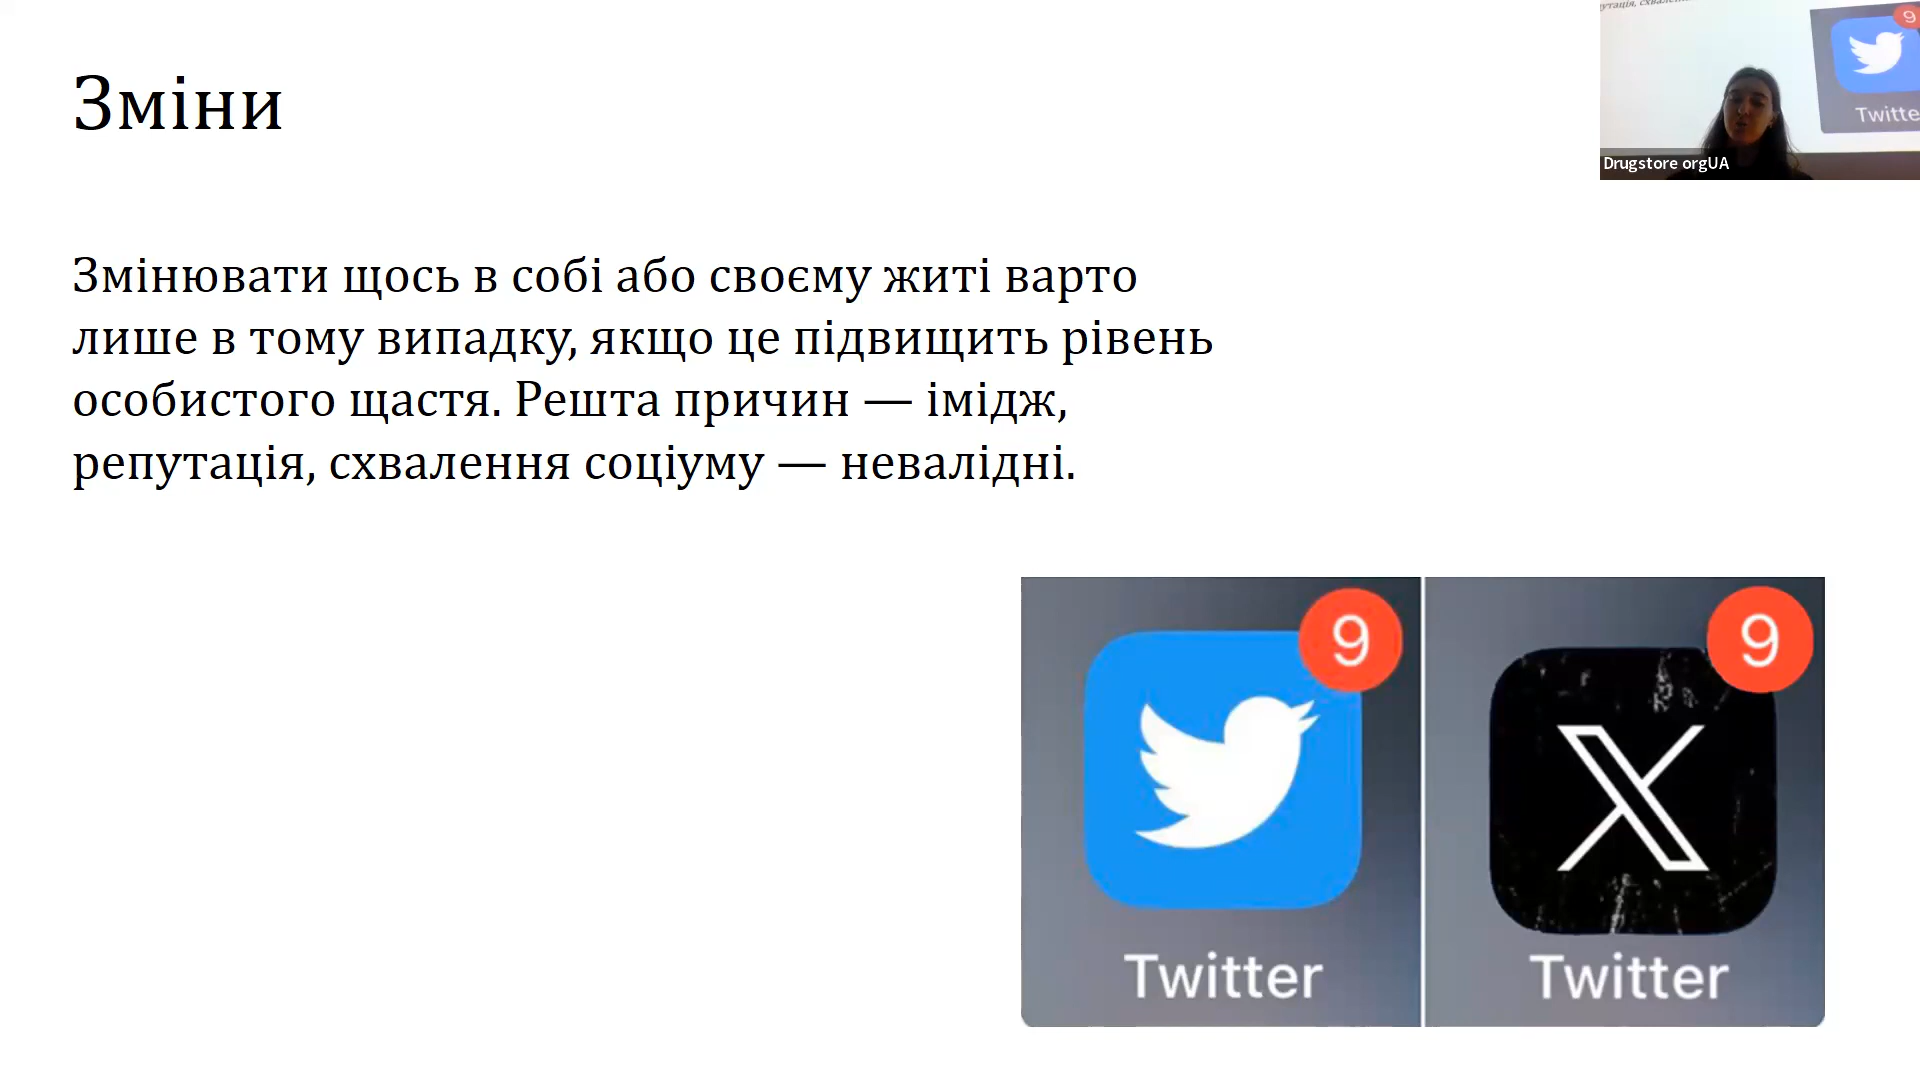 Зміни
Змінювати щось в собі або своєму житі варто
лише в тому випадку, якщо це підвищить рівень
особистого щастя. Решта причин — імідж,
репутація, схвалення соціуму — невалідні.
9
Twitter
9
Twitter
9
Twitte
Drugstore orgUA